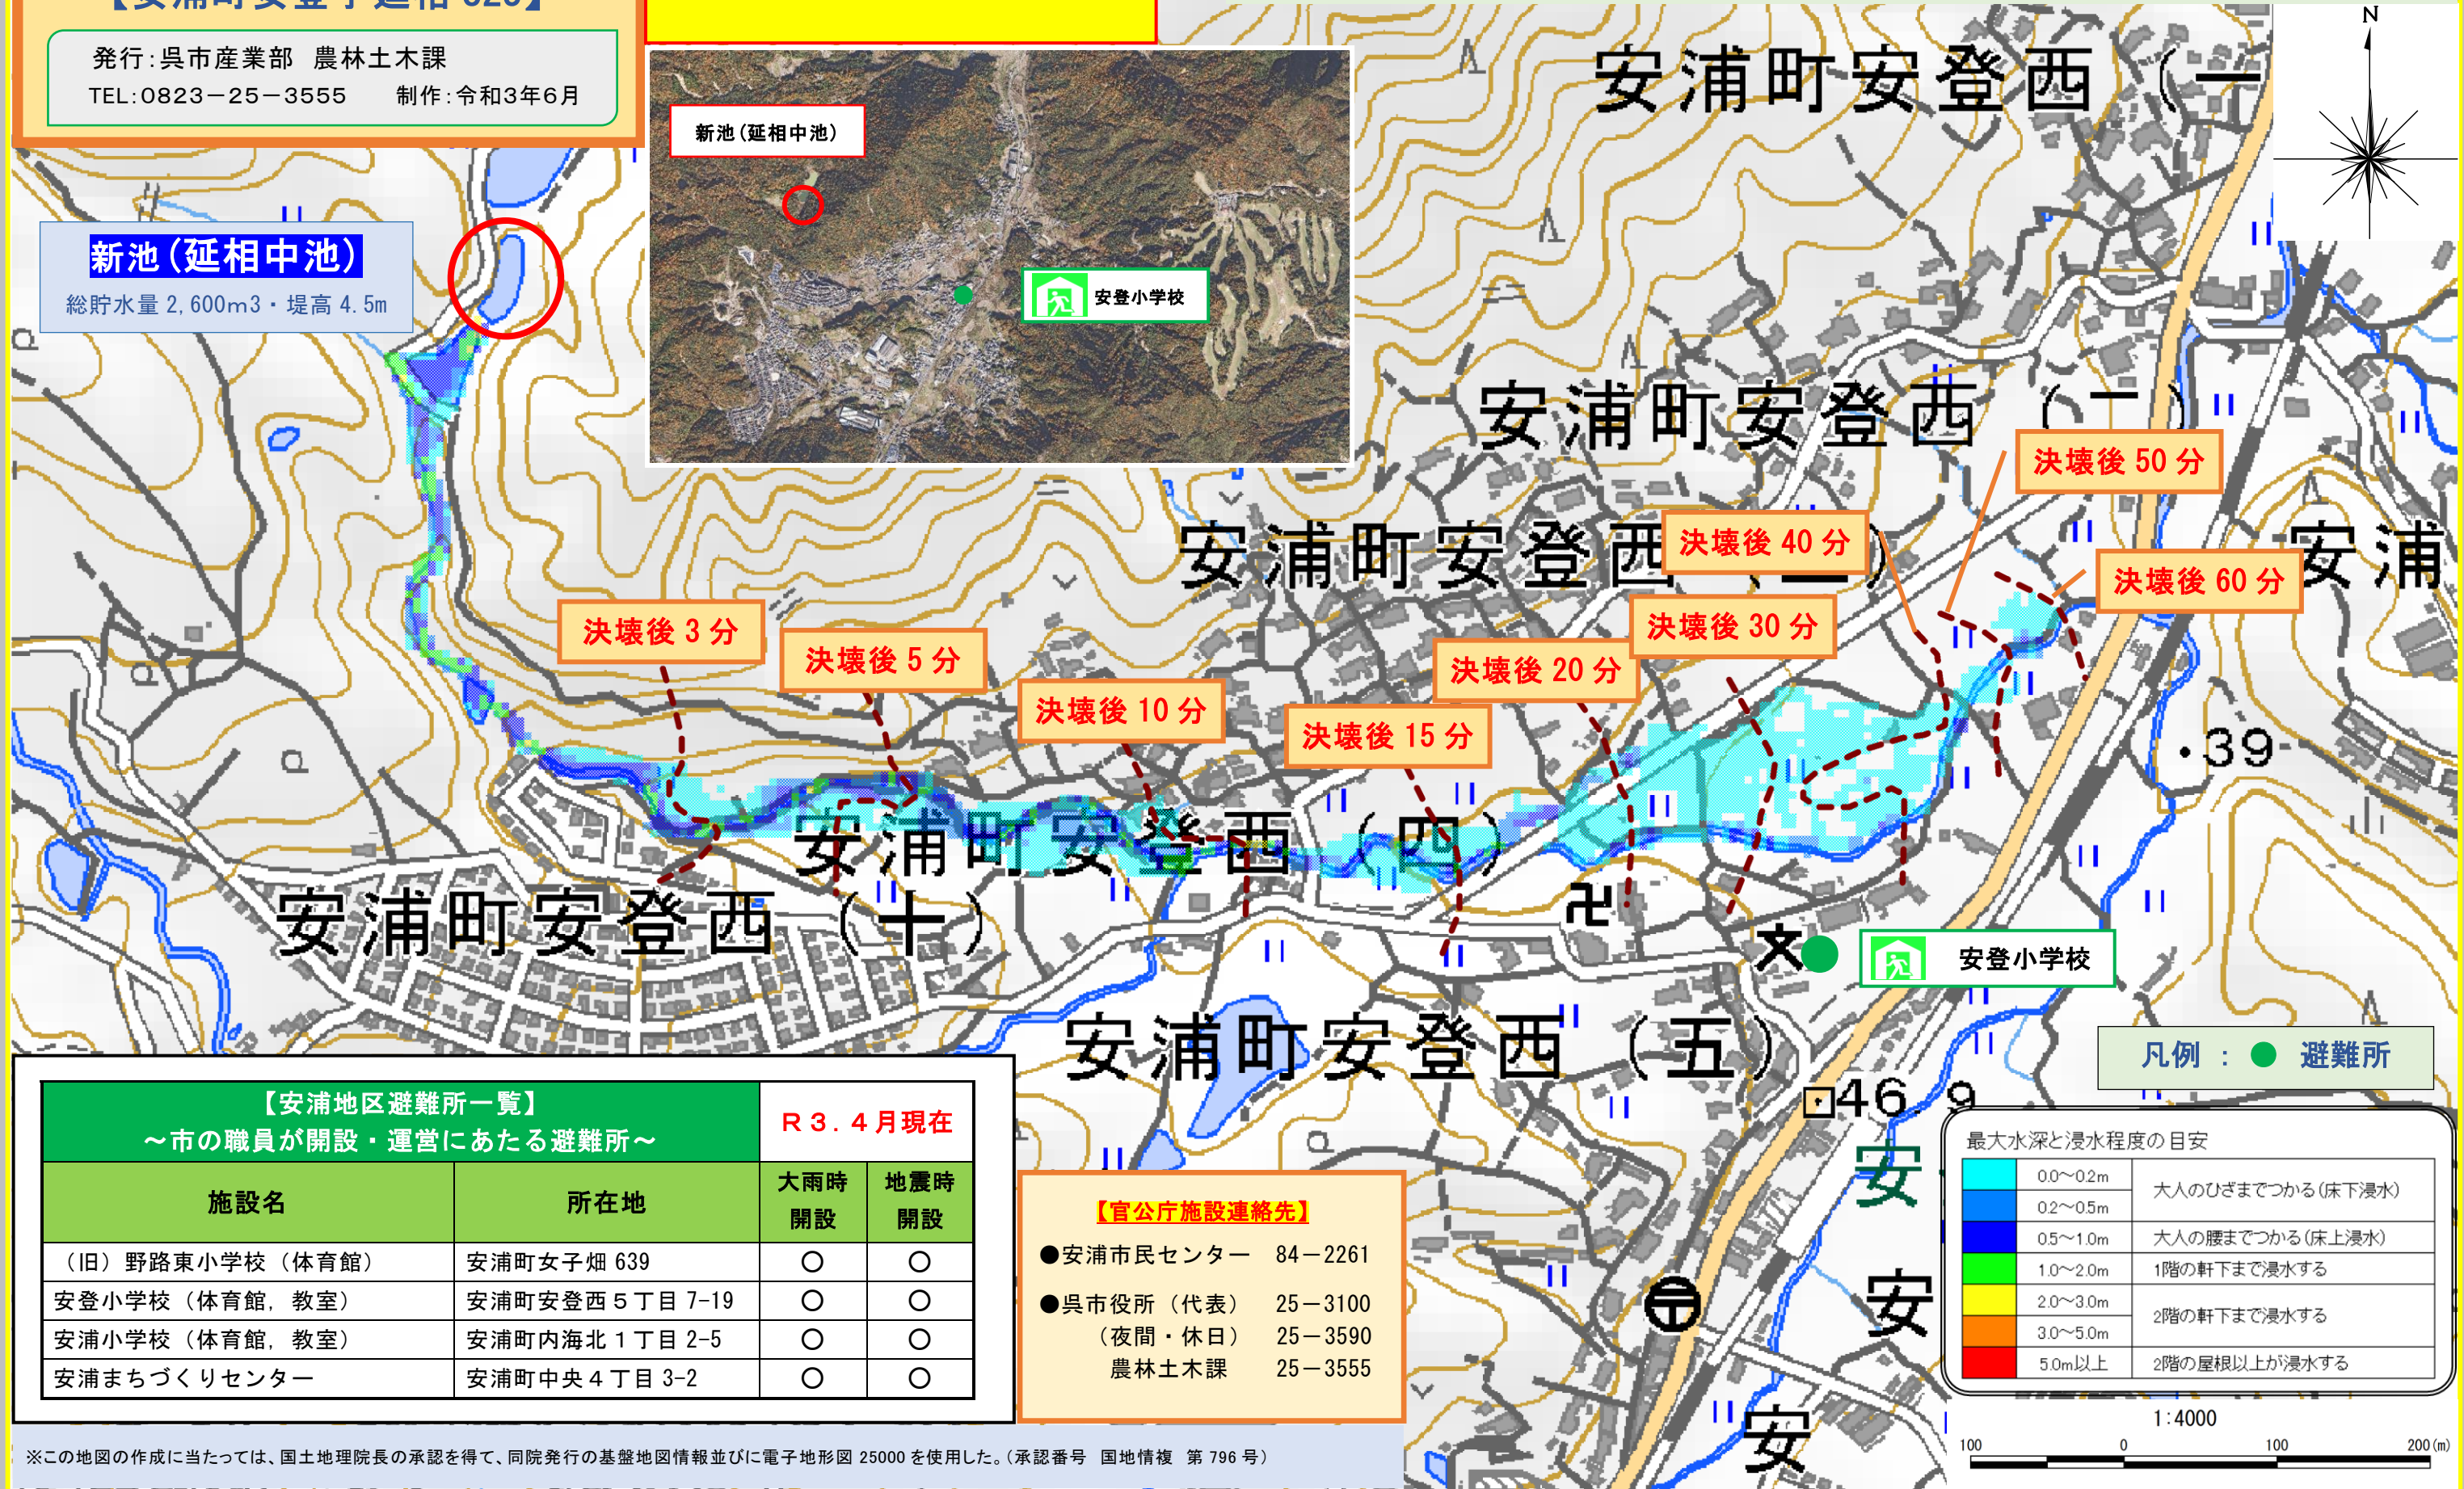 発行：呉市産業部 農林土木課
TEL：0823－25－3555 制作：令和3年6月
新池（延相中池）
総貯水量 2,600m3・堤高 4.5m
新池（延相中池）
安登小学校
N
安浦町安登西（一
安浦町安登西（一）
安浦町安登西
安浦
決壊後 50 分
決壊後 40 分
決壊後 60 分
決壊後 30 分
決壊後 3 分
決壊後 5 分
決壊後 20 分
決壊後 10 分
決壊後 15 分
・39
安浦町安登西（四）
安浦町安登西（十）
文
安登小学校
安浦町安登西（五）
凡例 ： ● 避難所
46.9
安
安
安
【安浦地区避難所一覧】
～市の職員が開設・運営にあたる避難所～
Ｒ３．４月現在
施設名 所在地 大雨時開設 地震時開設
（旧）野路東小学校（体育館） 安浦町女子畑 639 〇 〇
安登小学校（体育館，教室） 安浦町安登西５丁目 7-19 〇 〇
安浦小学校（体育館，教室） 安浦町内海北１丁目 2-5 〇 〇
安浦まちづくりセンター 安浦町中央４丁目 3-2 〇 〇
【官公庁施設連絡先】
●安浦市民センター 84－2261
●呉市役所（代表） 25－3100
（夜間・休日） 25－3590
農林土木課 25－3555
最大水深と浸水程度の目安
0.0～0.2m 大人のひざまでつかる（床下浸水）
0.2～0.5m
0.5～1.0m 大人の腰までつかる（床上浸水）
1.0～2.0m 1階の軒下まで浸水する
2.0～3.0m 2階の軒下まで浸水する
3.0～5.0m
5.0m以上 2階の屋根以上が浸水する
1:4000
100 0 100 200(m)
※この地図の作成に当たっては、国土地理院長の承認を得て、同院発行の基盤地図情報並びに電子地形図 25000 を使用した。（承認番号 国地情複 第 796 号）